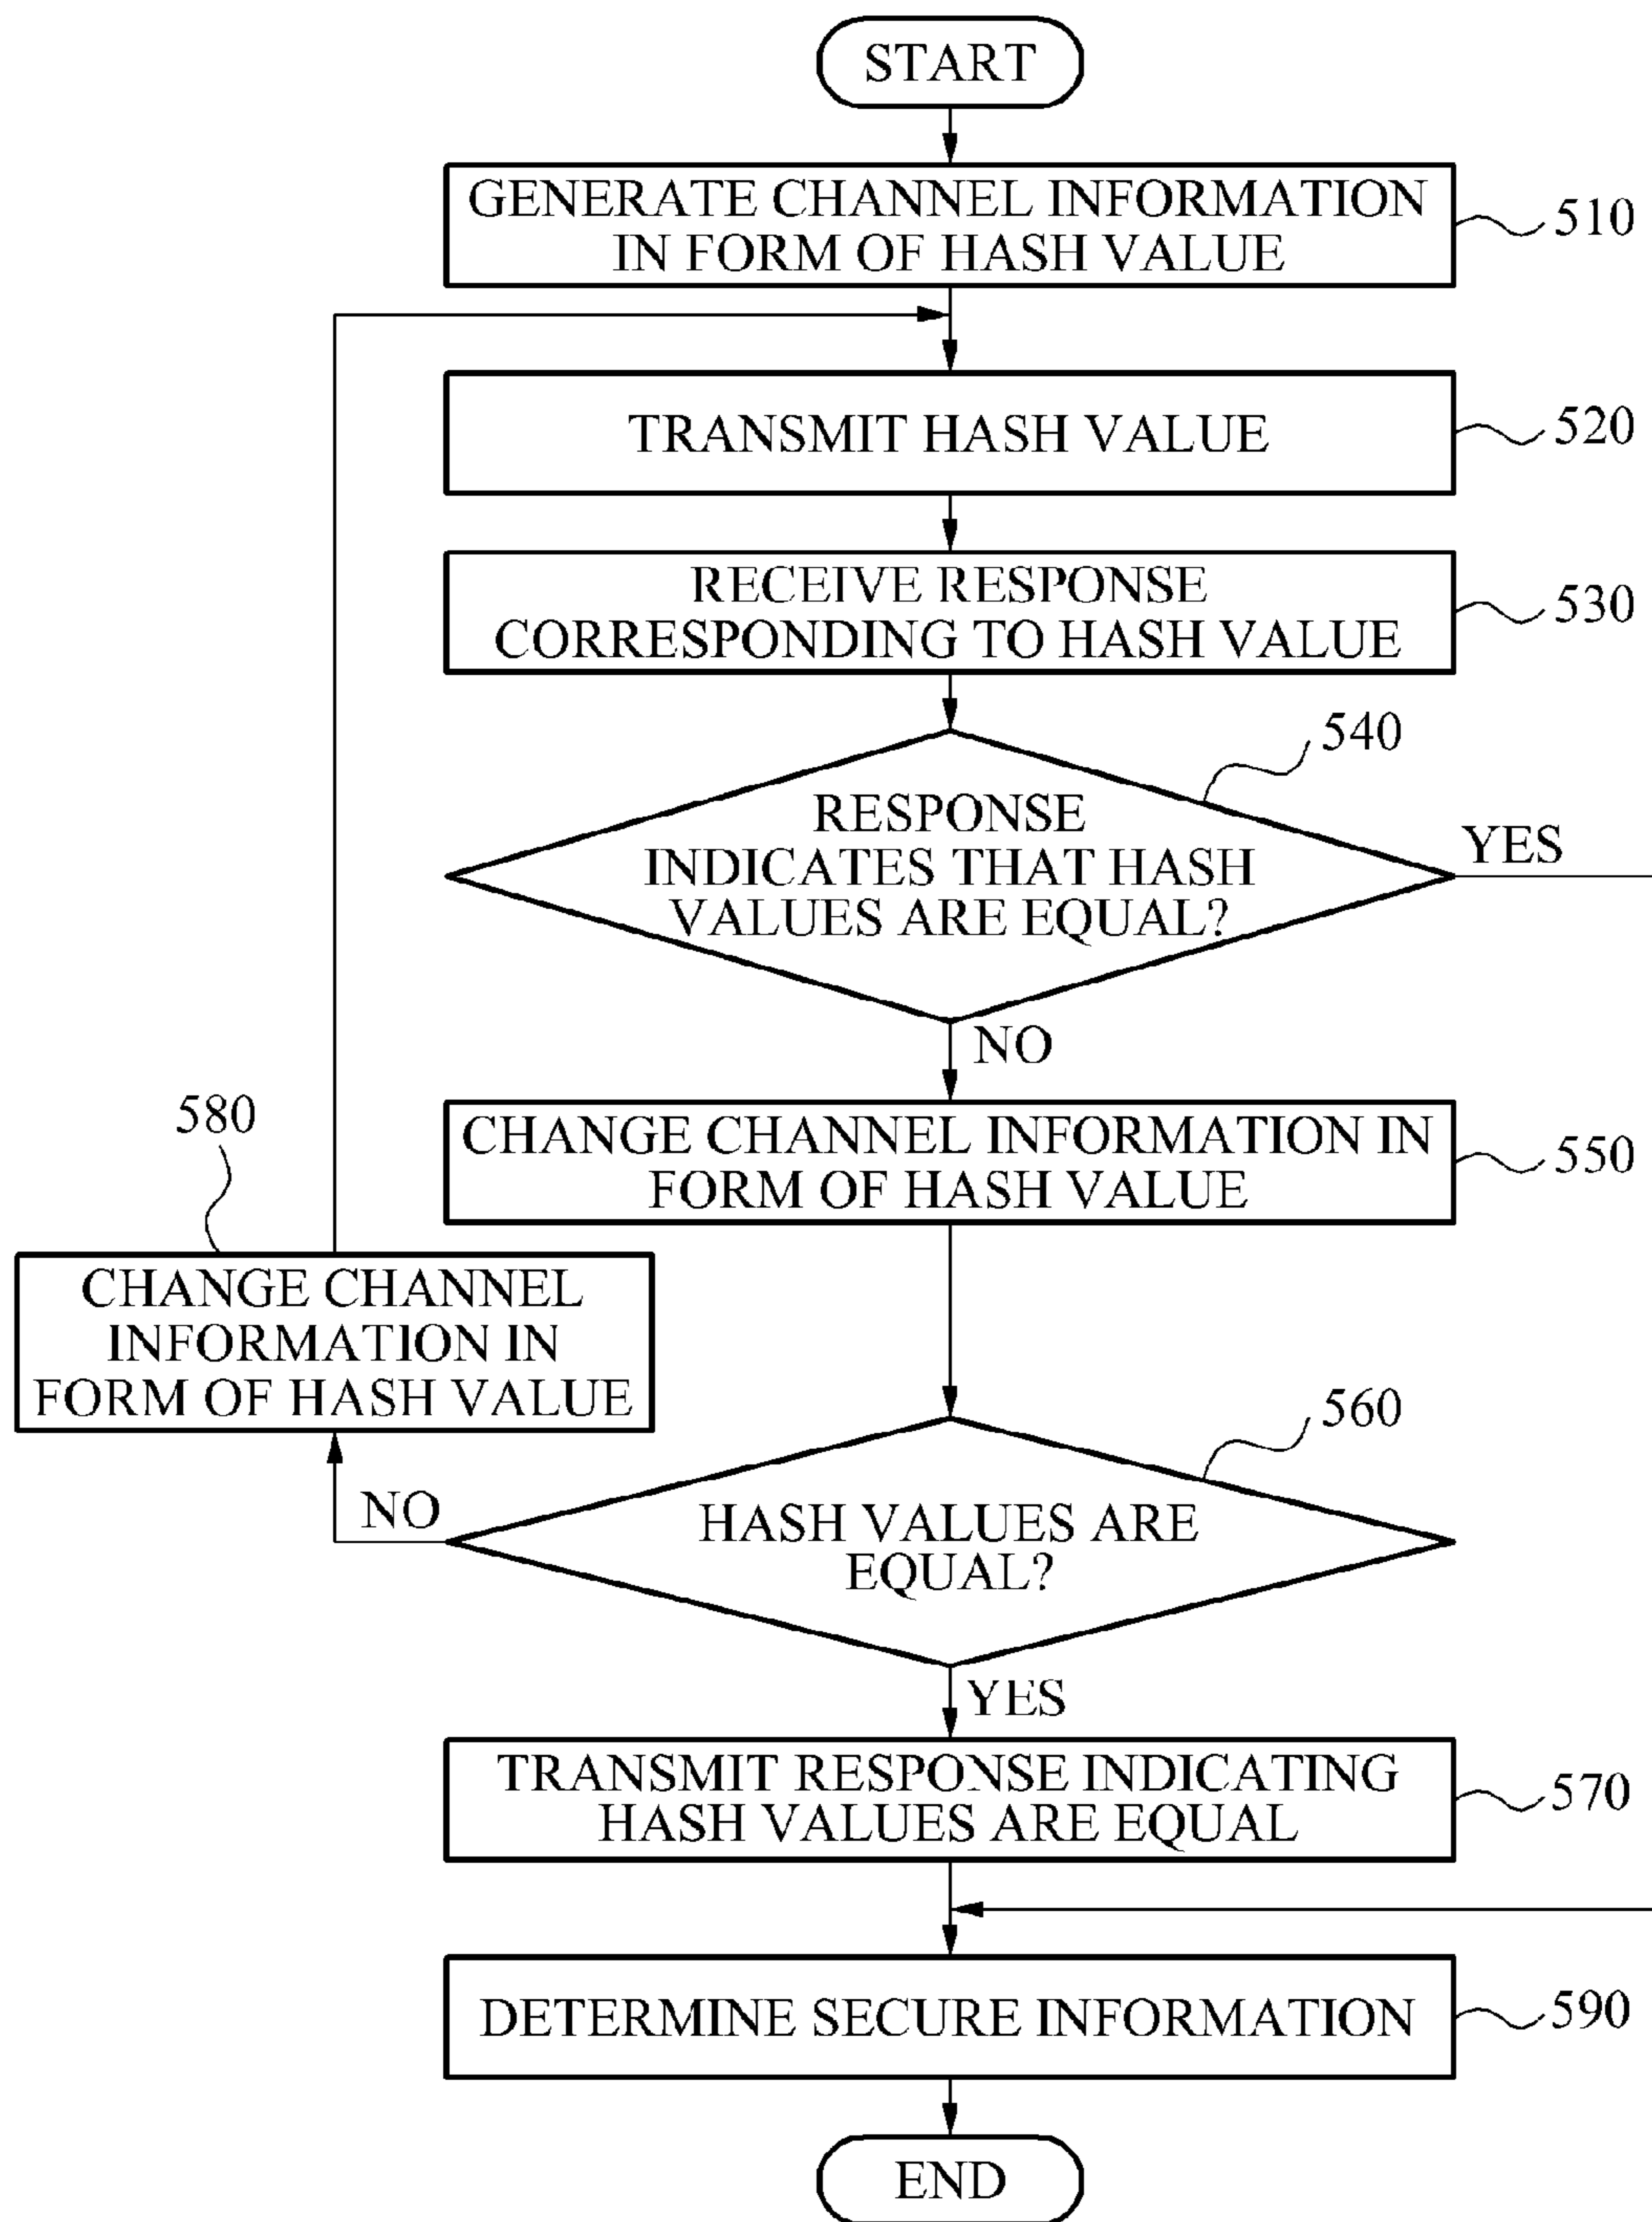 START
GENERATE CHANNEL INFORMATION
IN FORM OF HASH VALUE
510
TRANSMIT HASH VALUE
520
RECEIVE RESPONSE
CORRESPONDING TO HASH VALUE
530
540
RESPONSE
INDICATES THAT HASH
VALUES ARE EQUAL?
YES
NO
CHANGE CHANNEL INFORMATION IN
FORM OF HASH VALUE
550
580
CHANGE CHANNEL
INFORMATION IN
FORM OF HASH VALUE
560
HASH VALUES ARE
EQUAL?
NO
YES
TRANSMIT RESPONSE INDICATING
HASH VALUES ARE EQUAL
570
DETERMINE SECURE INFORMATION
590
END